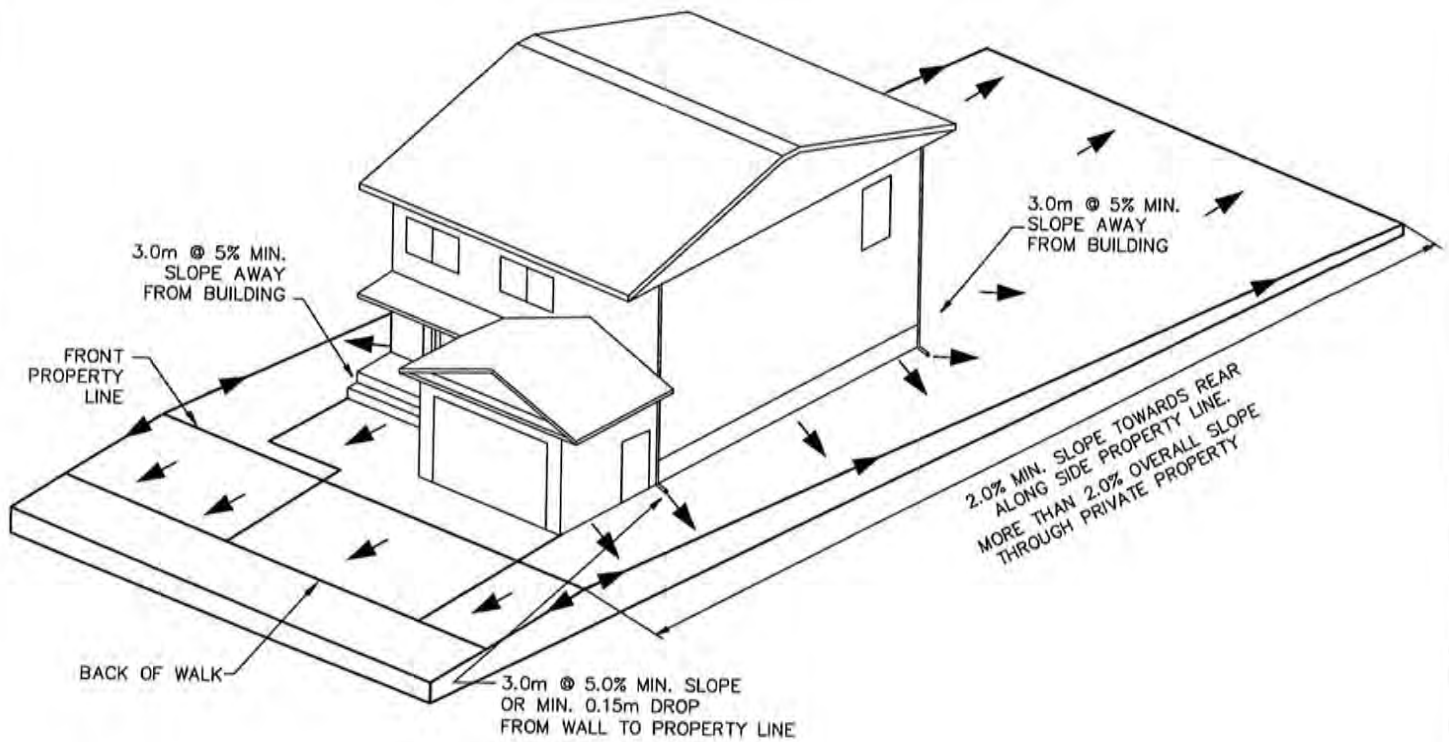 3.0m @ 5% MIN.
SLOPE AWAY
FROM BUILDING
3.0m @ 5% MIN.
SLOPE AWAY
FROM BUILDING
FRONT
PROPERTY
LINE
2.0% MIN. SLOPE TOWARDS REAR
ALONG SIDE PROPERTY LINE.
MORE THAN 2.0% OVERALL SLOPE
THROUGH PRIVATE PROPERTY
BACK OF WALK
3.0m @ 5.0% MIN. SLOPE
OR MIN. 0.15m DROP
FROM WALL TO PROPERTY LINE